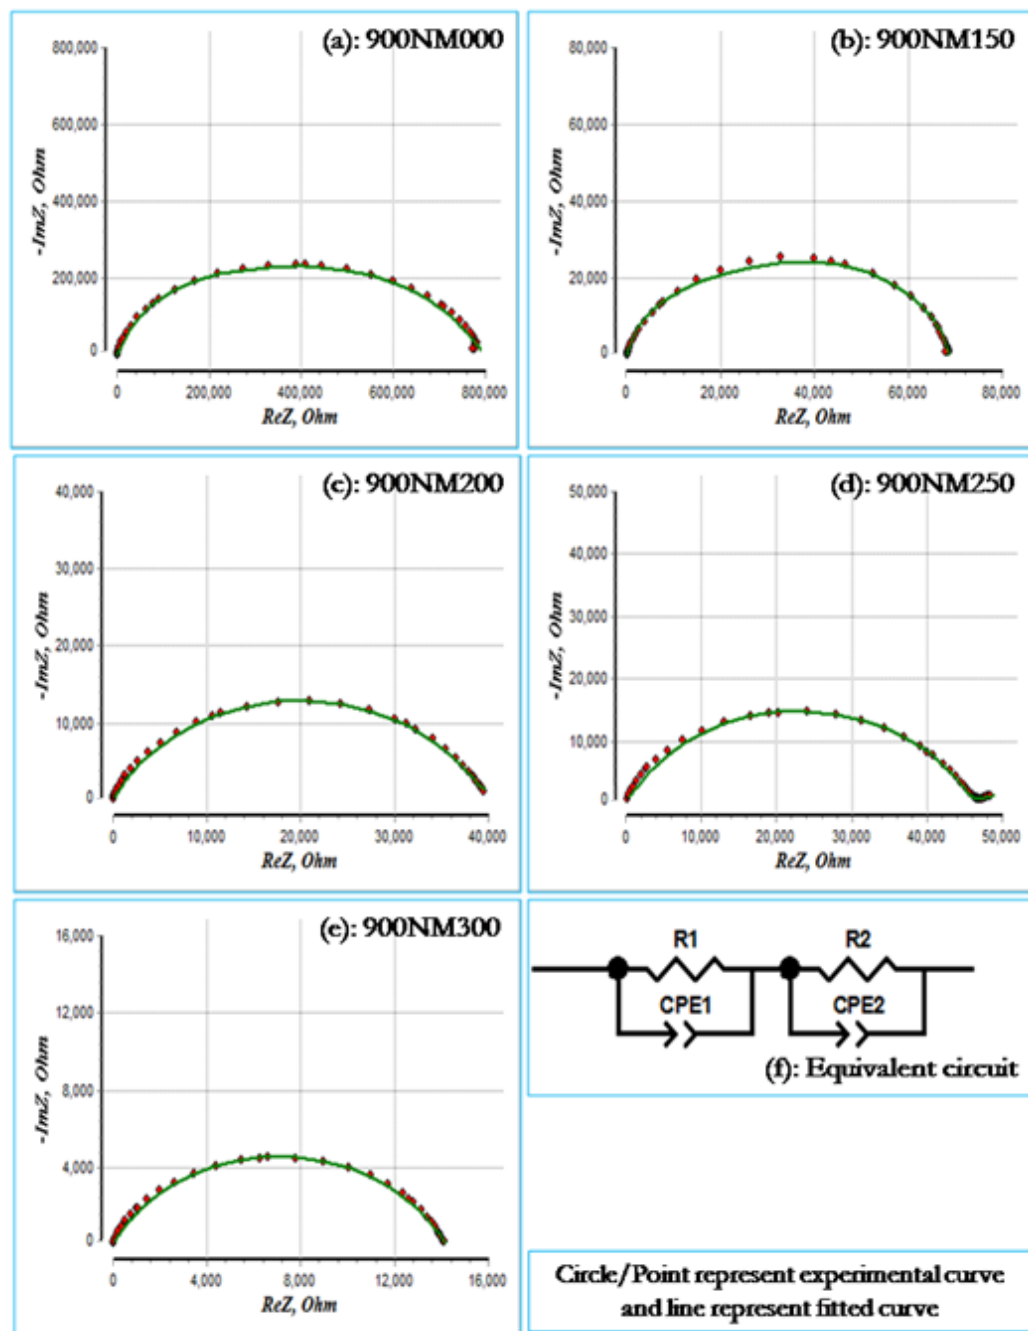 (a): 900NM000
-ImZ, Ohm
800,000
600,000
400,000
200,000
0
0 200,000 400,000 600,000 800,000
ReZ, Ohm
(b): 900NM150
-ImZ, Ohm
80,000
60,000
40,000
20,000
0
0 20,000 40,000 60,000 80,000
ReZ, Ohm
(c): 900NM200
-ImZ, Ohm
40,000
30,000
20,000
10,000
0
0 10,000 20,000 30,000 40,000
ReZ, Ohm
(d): 900NM250
-ImZ, Ohm
50,000
40,000
30,000
20,000
10,000
0
0 10,000 20,000 30,000 40,000 50,000
ReZ, Ohm
(e): 900NM300
-ImZ, Ohm
16,000
12,000
8,000
4,000
0
0 4,000 8,000 12,000 16,000
ReZ, Ohm
R1 R2
CPE1 CPE2
(f): Equivalent circuit
Circle/Point represent experimental curve
and line represent fitted curve